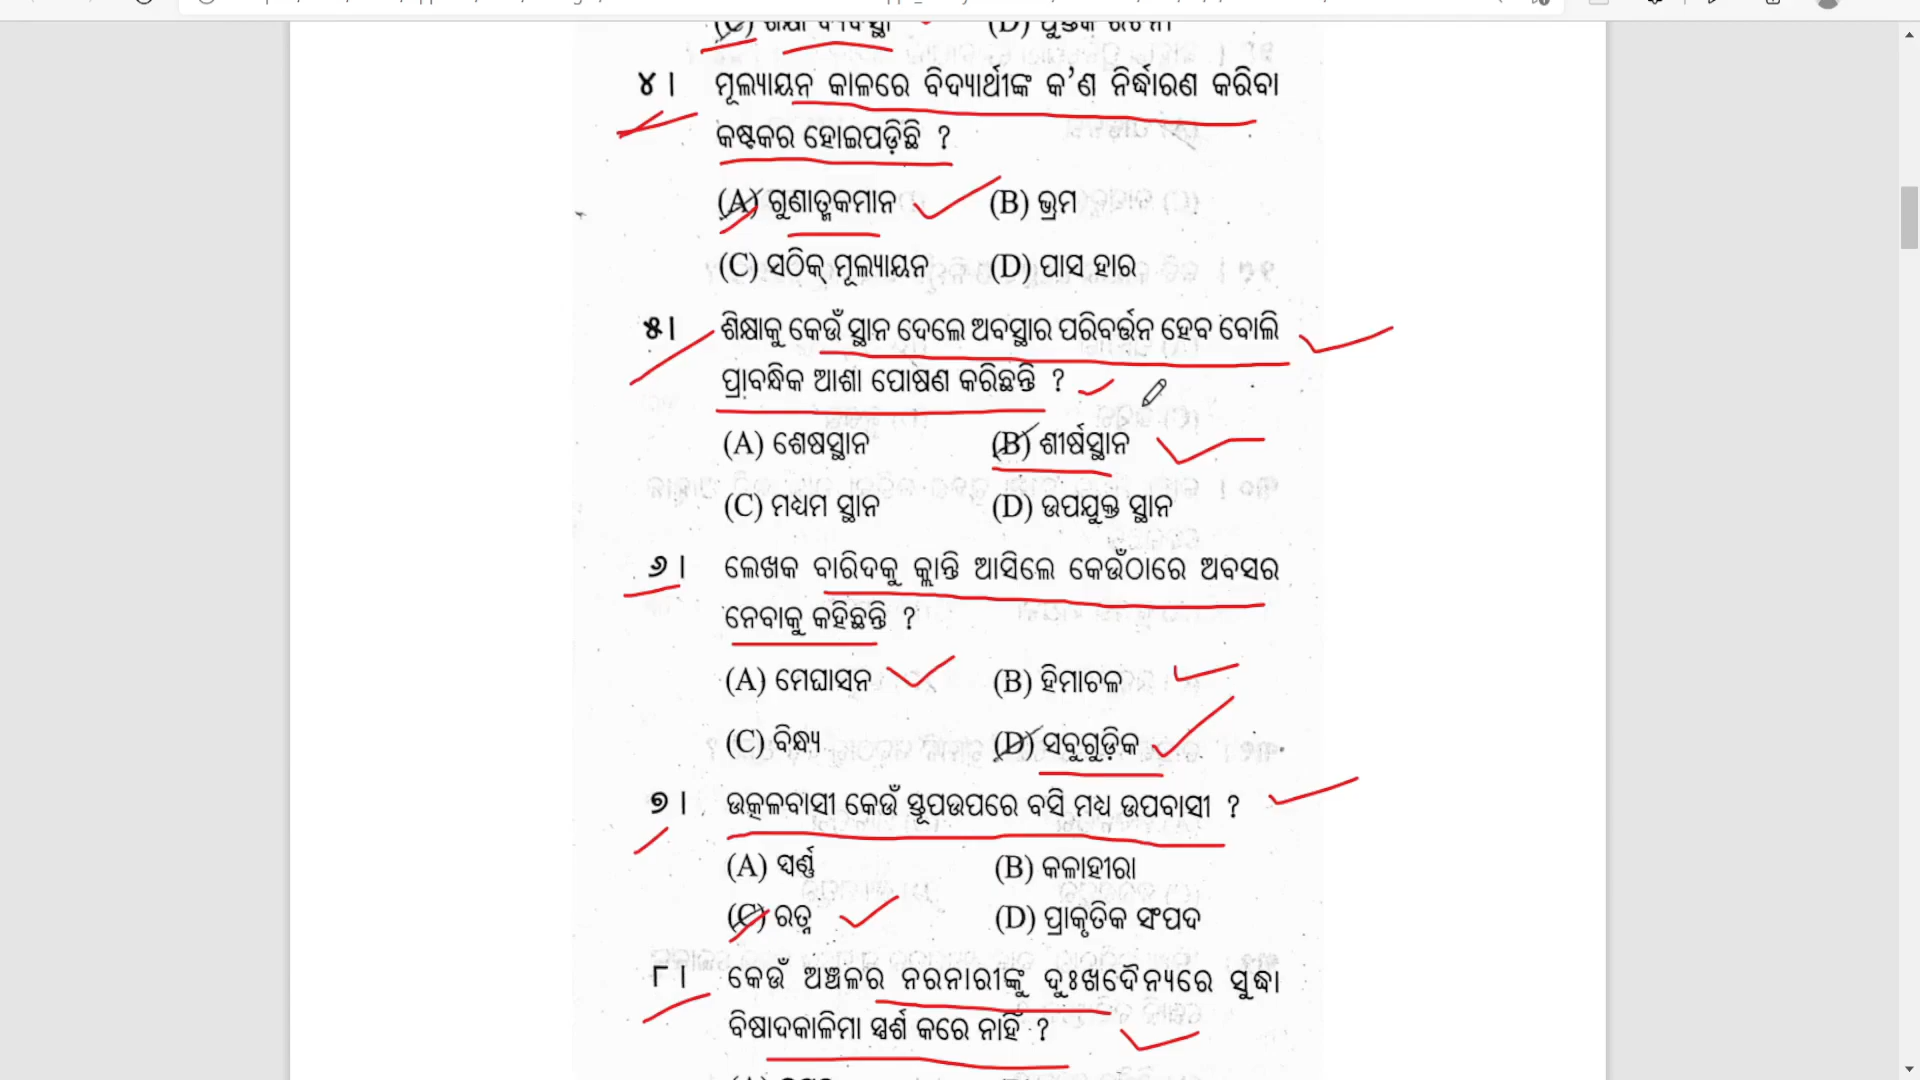 (C) ଶିକ୍ଷା ବ୍ୟବସ୍ଥା (D) ପୁସ୍ତକ ରଚନା
୪। ମୂଲ୍ୟାୟନ କାଳରେ ବିଦ୍ୟାର୍ଥୀଙ୍କ କ’ଣ ନିର୍ଦ୍ଧାରଣ କରିବା
କଷ୍ଟକର ହୋଇପଡ଼ିଛି ?
(A) ଗୁଣାତ୍ମକମାନ (B) ଭ୍ରମ
(C) ସଠିକ୍ ମୂଲ୍ୟାୟନ (D) ପାସ ହାର
୫। ଶିକ୍ଷାକୁ କେଉଁ ସ୍ଥାନ ଦେଲେ ଅବସ୍ଥାର ପରିବର୍ତ୍ତନ ହେବ ବୋଲି
ପ୍ରାବନ୍ଧିକ ଆଶା ପୋଷଣ କରିଛନ୍ତି ?
(A) ଶେଷସ୍ଥାନ (B) ଶୀର୍ଷସ୍ଥାନ
(C) ମଧ୍ୟମ ସ୍ଥାନ (D) ଉପଯୁକ୍ତ ସ୍ଥାନ
୬। ଲେଖକ ବାରିଦକୁ କ୍ଲାନ୍ତି ଆସିଲେ କେଉଁଠାରେ ଅବସର
ନେବାକୁ କହିଛନ୍ତି ?
(A) ମେଘାସନ (B) ହିମାଚଳ
(C) ବିନ୍ଧ୍ୟ (D) ସବୁଗୁଡ଼ିକ
୭। ଉତ୍କଳବାସୀ କେଉଁ ସ୍ତୂପଉପରେ ବସି ମଧ୍ୟ ଉପବାସୀ ?
(A) ସ୍ୱର୍ଣ୍ଣ (B) କଳାହୀରା
(C) ରତ୍ନ (D) ପ୍ରାକୃତିକ ସଂପଦ
୮। କେଉଁ ଅଞ୍ଚଳର ନରନାରୀଙ୍କୁ ଦୁଃଖଦୈନ୍ୟରେ ସୁଦ୍ଧା
ବିଷାଦକାଳିମା ସ୍ପର୍ଶ କରେ ନାହିଁ ?